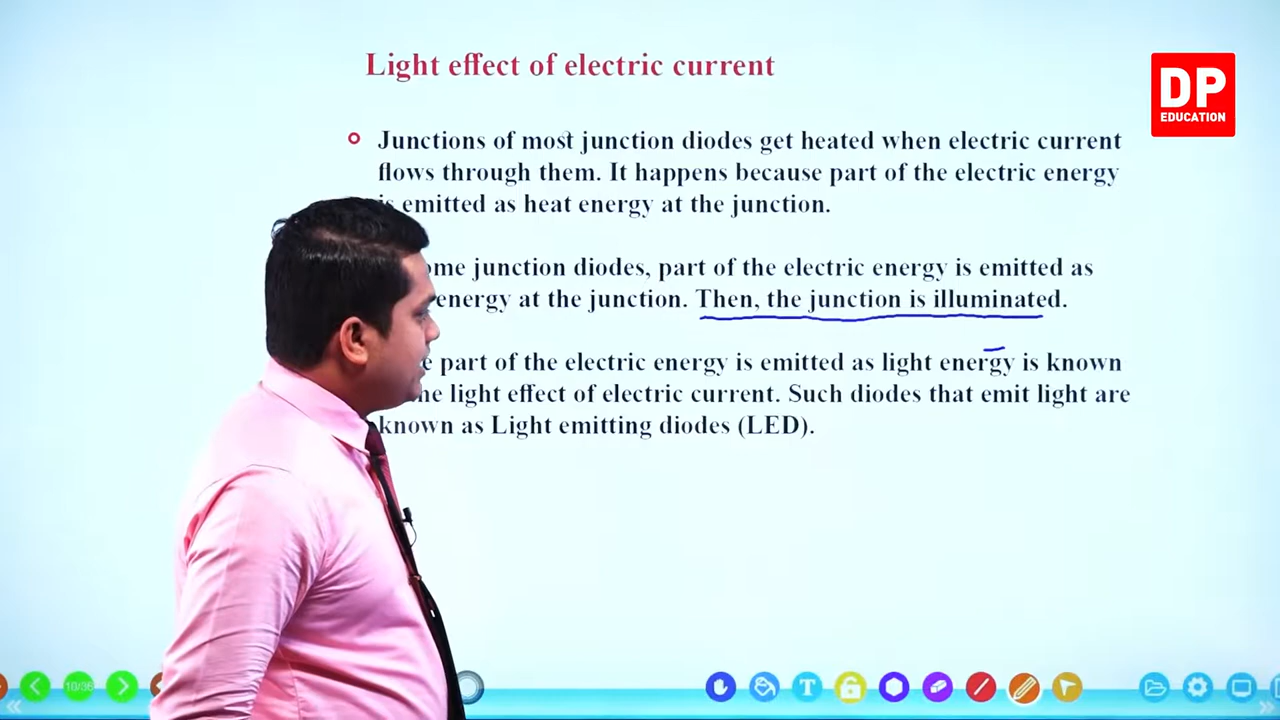 Light effect of electric current
DP
EDUCATION
Junctions of most junction diodes get heated when electric current
flows through them. It happens because part of the electric energy
is emitted as heat energy at the junction.
junction diodes, part of the electric energy is emitted as
energy at the junction. Then, the junction is illuminated.
part of the electric energy is emitted as light energy is known
light effect of electric current. Such diodes that emit light are
known as Light emitting diodes (LED).
10/36
T